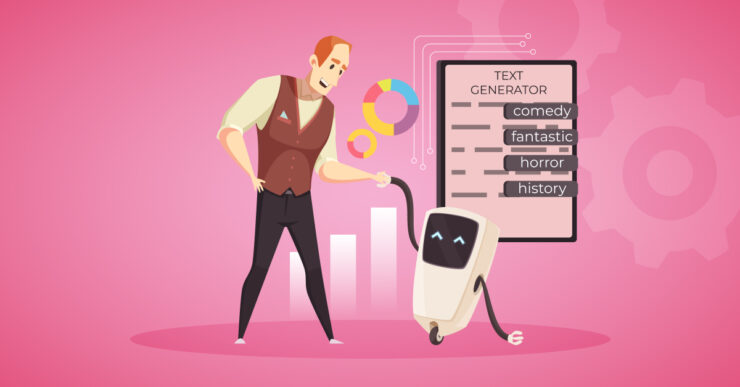 TEXT
GENERATOR
comedy
fantastic
horror
history